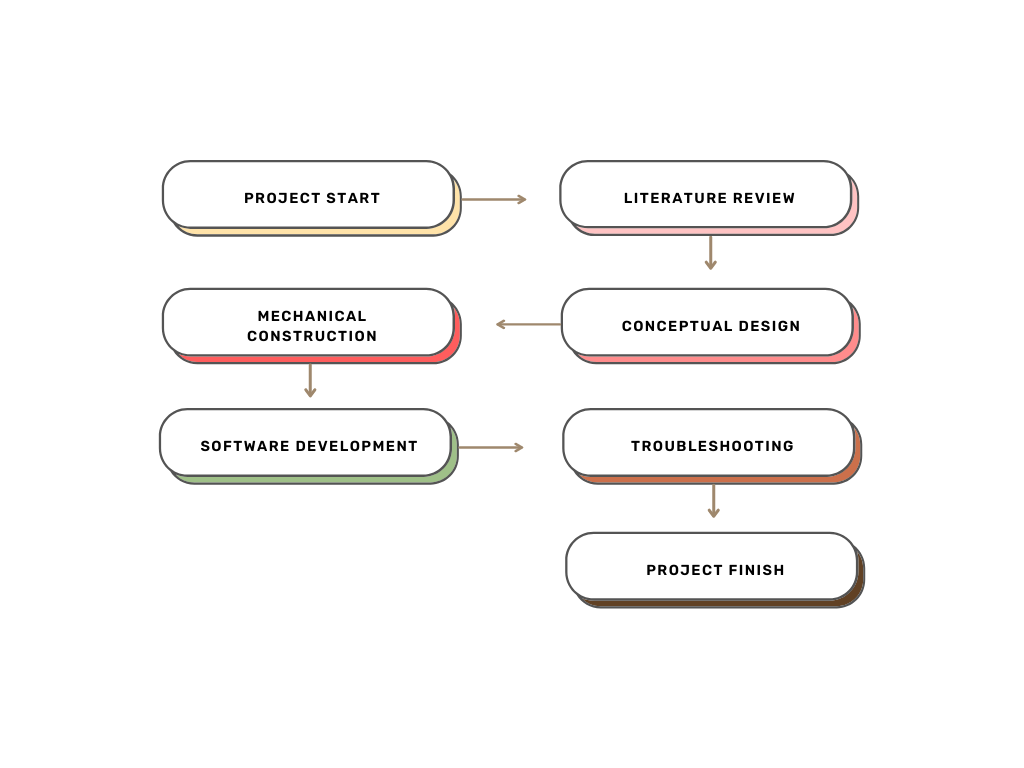 PROJECT START
LITERATURE REVIEW
MECHANICAL
CONSTRUCTION
CONCEPTUAL DESIGN
SOFTWARE DEVELOPMENT
TROUBLESHOOTING
PROJECT FINISH